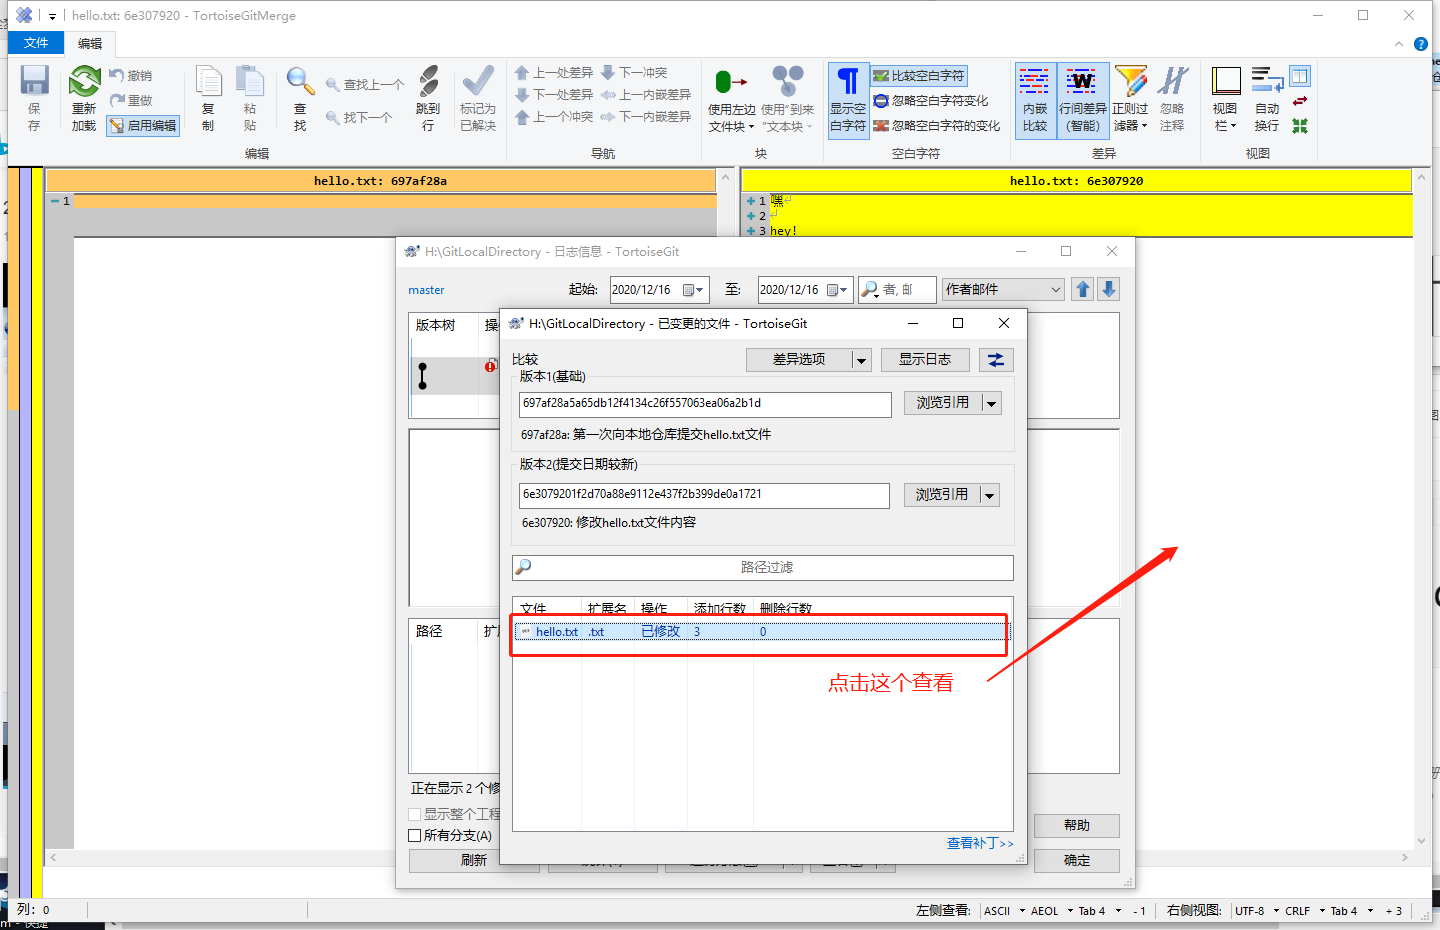 hello.txt: 6e307920 - TortoiseGitMerge
文件 编辑
保存
重新加载
撤销
重做
启用编辑
复制
粘贴
查找
查找上一个
找下一个
跳到行
标记为已解决
编辑
上一处差异
下一处差异
上一个冲突
下一冲突
上一内嵌差异
下一内嵌差异
导航
使用左边文件块
使用“到来“文本块
块
显示空白字符
比较空白字符
忽略空白字符变化
忽略空白字符的变化
空白字符
内嵌比较
行间差异(智能)
正则过滤器
忽略注释
差异
视图栏
自动换行
视图
hello.txt: 697af28a
hello.txt: 6e307920
1
1 嘿
2
3 hey!
H:\GitLocalDirectory - 日志信息 - TortoiseGit
master 起始: 2020/12/16 至: 2020/12/16 者, 邮 作者邮件
版本树
H:\GitLocalDirectory - 已变更的文件 - TortoiseGit
比较 差异选项 显示日志
版本1(基础)
697af28a5a65db12f4134c26f557063ea06a2b1d 浏览引用
697af28a: 第一次向本地仓库提交hello.txt文件
版本2(提交日期较新)
6e3079201f2d70a88e9112e437f2b399de0a1721 浏览引用
6e307920: 修改hello.txt文件内容
路径过滤
文件 扩展名 操作 添加行数 删除行数
hello.txt .txt 已修改 3 0
点击这个查看
查看补丁>>
路径
正在显示 2 个修
显示整个工程
所有分支(A)
刷新
帮助
确定
列: 0
左侧查看: ASCII AEOL Tab 4 - 1 右侧视图: UTF-8 CRLF Tab 4 + 3